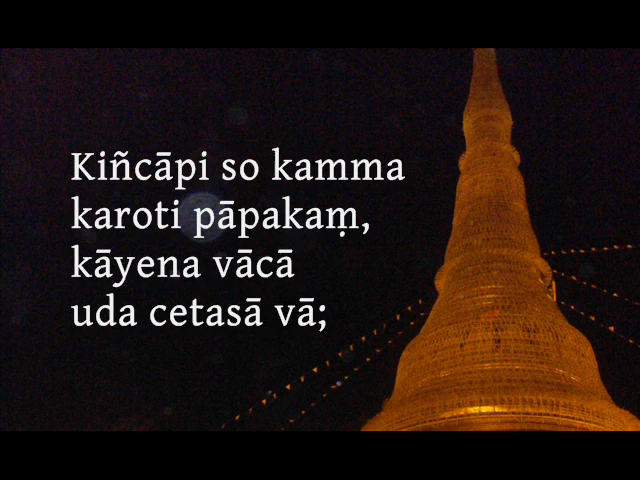 Kiñcāpi so kamma
karoti pāpakaṃ,
kāyena vācā
uda cetasā vā;